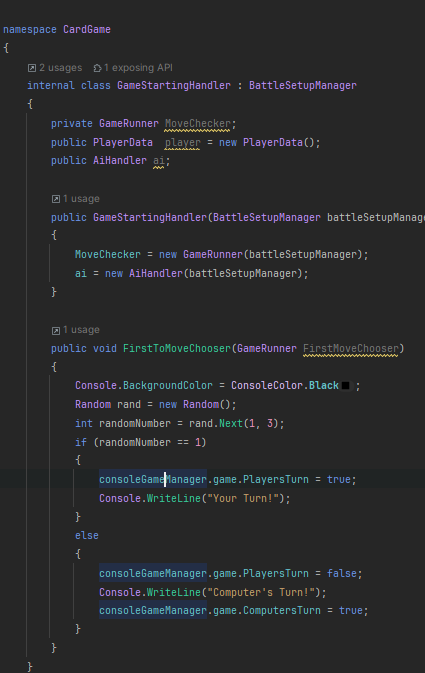 namespace CardGame
{
2 usages 1 exposing API
internal class GameStartingHandler : BattleSetupManager
{
private GameRunner MoveChecker;
public PlayerData player = new PlayerData();
public AiHandler ai;
1 usage
public GameStartingHandler(BattleSetupManager battleSetupManage
{
MoveChecker = new GameRunner(battleSetupManager);
ai = new AiHandler(battleSetupManager);
}
1 usage
public void FirstToMoveChooser(GameRunner FirstMoveChooser)
{
Console.BackgroundColor = ConsoleColor.Black;
Random rand = new Random();
int randomNumber = rand.Next(1, 3);
if (randomNumber == 1)
{
consoleGameManager.game.PlayersTurn = true;
Console.WriteLine("Your Turn!");
}
else
{
consoleGameManager.game.PlayersTurn = false;
Console.WriteLine("Computer's Turn!");
consoleGameManager.game.ComputersTurn = true;
}
}
}